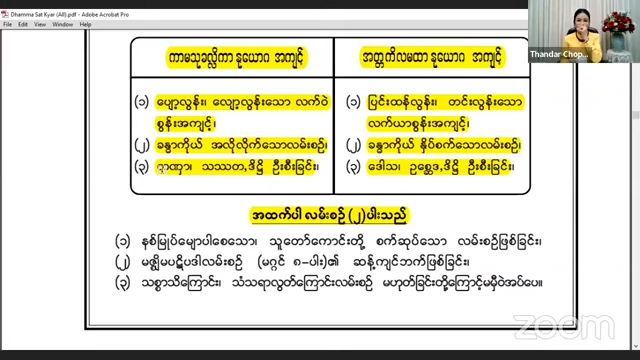 Dhamma Sat Kyar (All).pdf - Adobe Acrobat Pro
File Edit View Window Help
Thandar Chop...
ကာမသုခလ္လိကာ နုယောဂ အကျင့်
အတ္တကိလမထာ နုယောဂ အကျင့်
(၁) ပျော့လွန်း၊ လျော့လွန်းသော လက်ဝဲ
စွန်းအကျင့်၊
(၂) ခန္ဓာကိုယ် အလိုလိုက်သောလမ်းစဉ်၊
(၃) ဒိဋ္ဌိ ဦးစီးခြင်း၊
(၁) ပြင်းထန်လွန်း၊ တင်းလွန်းသော
လက်ယာစွန်းအကျင့်၊
(၂) ခန္ဓာကိုယ် နှိပ်စက်သောလမ်းစဉ်၊
(၃) ဒေါသ၊ ဥစ္ဆေဒ,ဒိဋ္ဌိ ဦးစီးခြင်း၊
အထက်ပါ လမ်းစဉ် (၂) ပါးသည်
(၁) နစ်မြုပ်မျောပါစေသော၊ သူတော်ကောင်းတို့ စက်ဆုပ်သော လမ်းစဉ်ဖြစ်ခြင်း၊
(၂) မဇ္ဈိမပဋိပဒါလမ်းစဉ် (မဂ္ဂင် ၈-ပါး)၏ ဆန့်ကျင်ဘက်ဖြစ်ခြင်း၊
(၃) သစ္စာသိကြောင်း၊ သံသရာလွတ်ကြောင်းလမ်းစဉ် မဟုတ်ခြင်းတို့ကြောင့်မမှီဝဲအပ်ပေ။
zoom